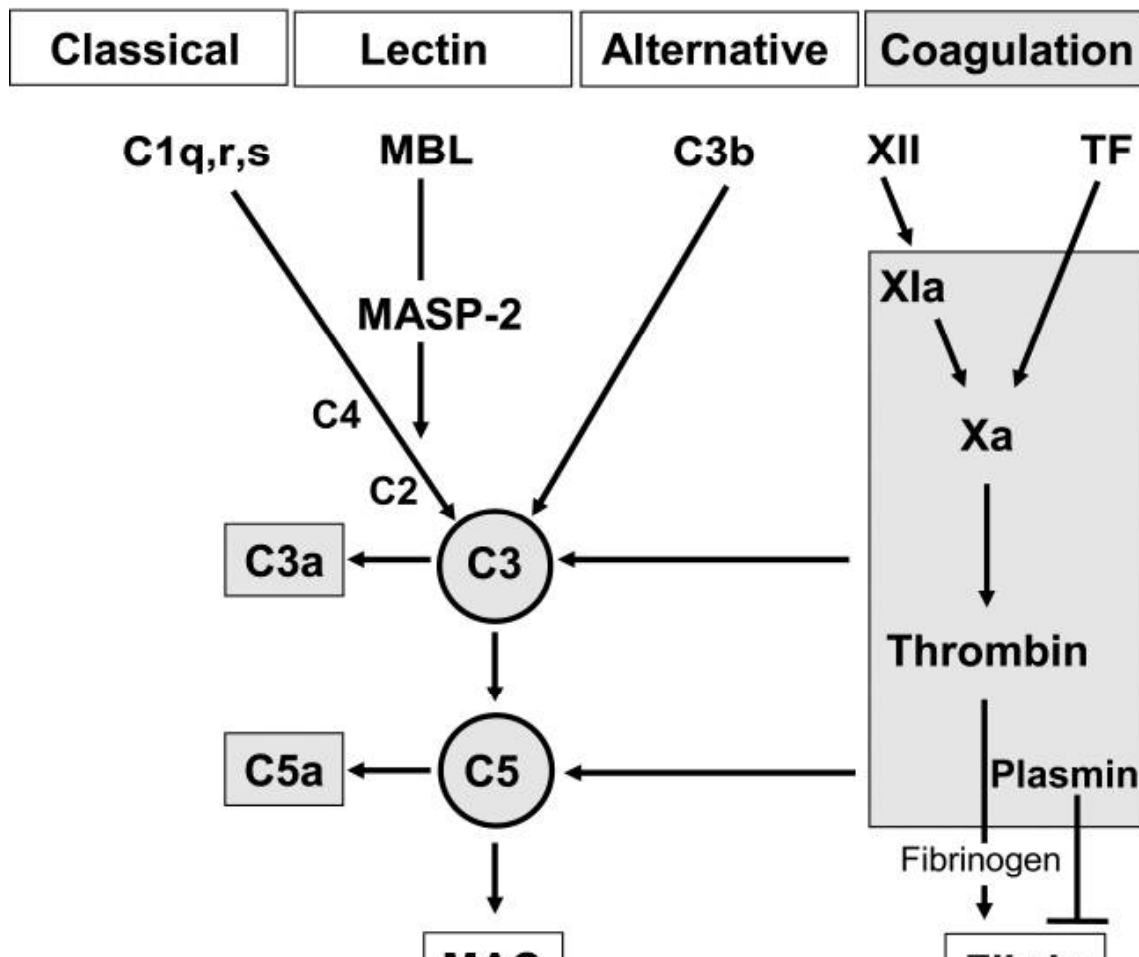 Classical Lectin Alternative Coagulation
C1q,r,s MBL C3b XII TF
XIa
MASP-2
C4
Xa
C2
C3a C3
Thrombin
C5a C5 Plasmin
Fibrinogen